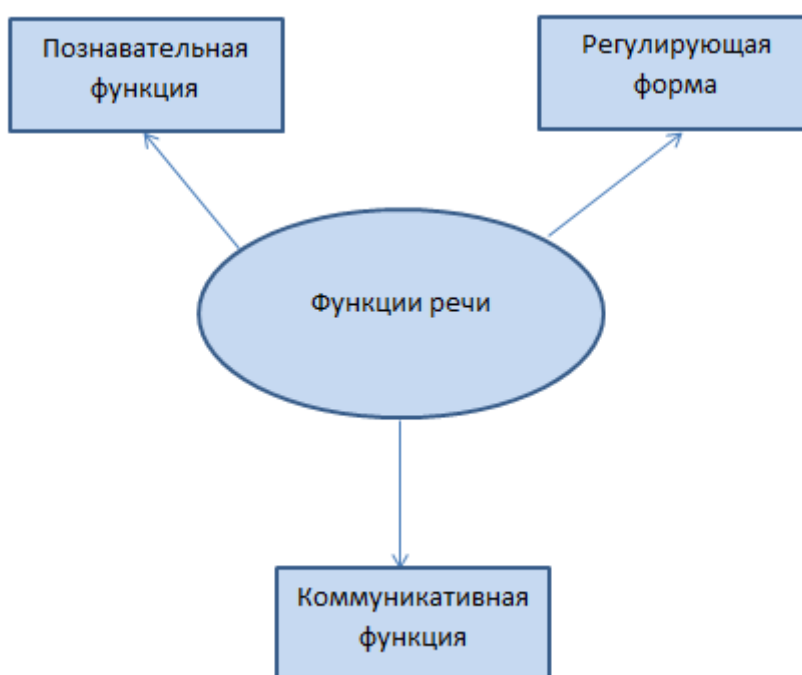 Познавательная
функция
Регулирующая
форма
Функции речи
Коммуникативная
функция